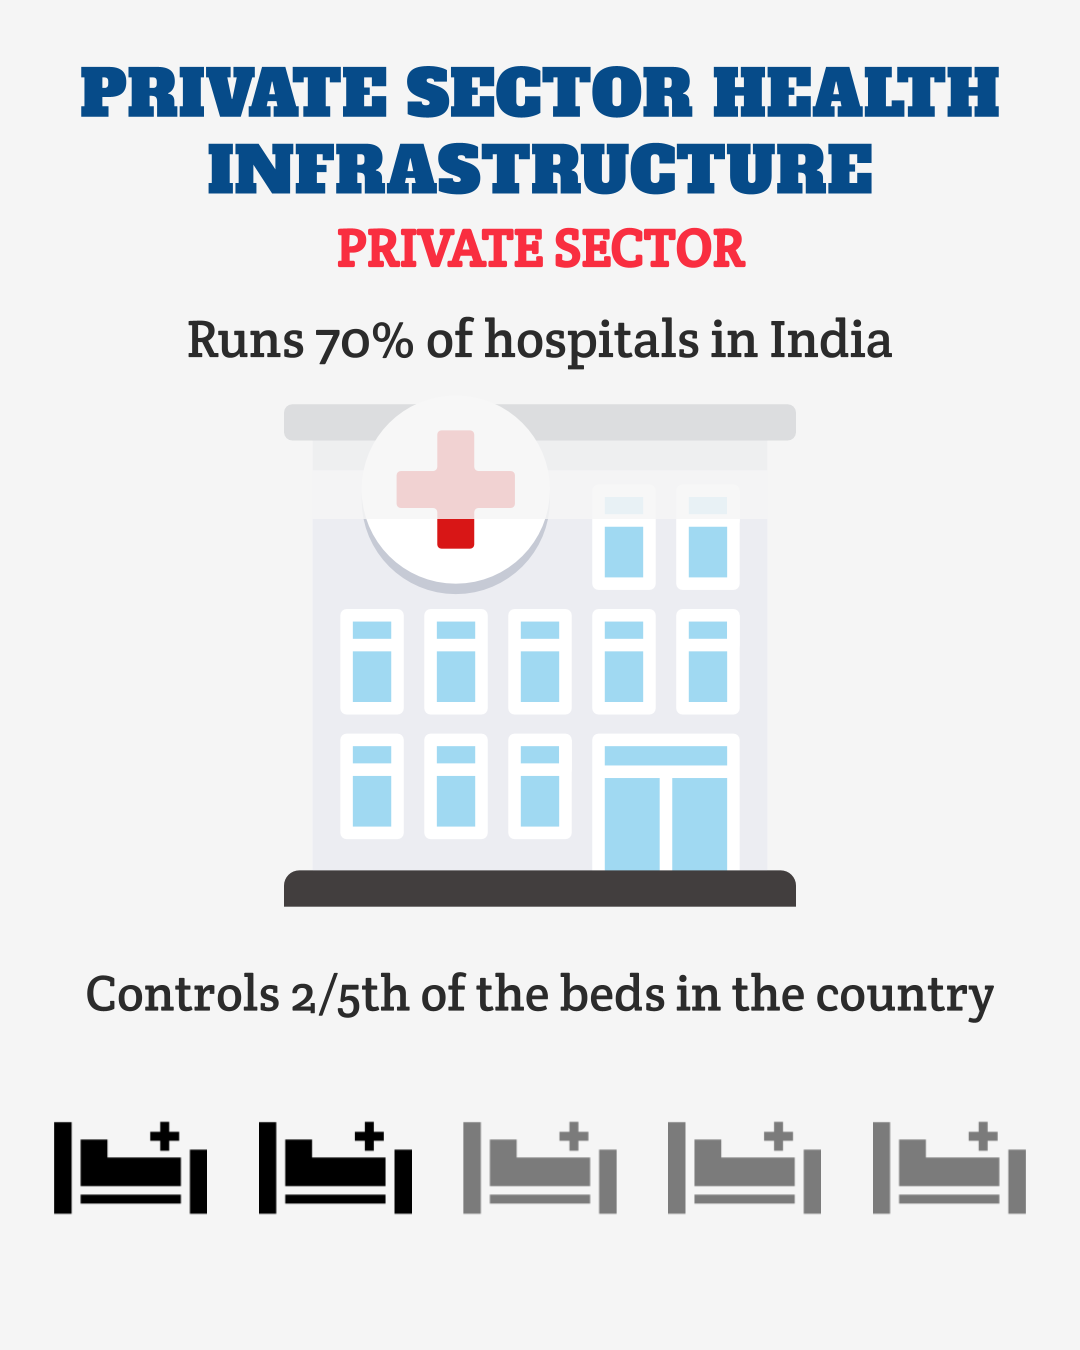 PRIVATE SECTOR HEALTH
INFRASTRUCTURE
PRIVATE SECTOR
Runs 70% of hospitals in India
Controls 2/5th of the beds in the country